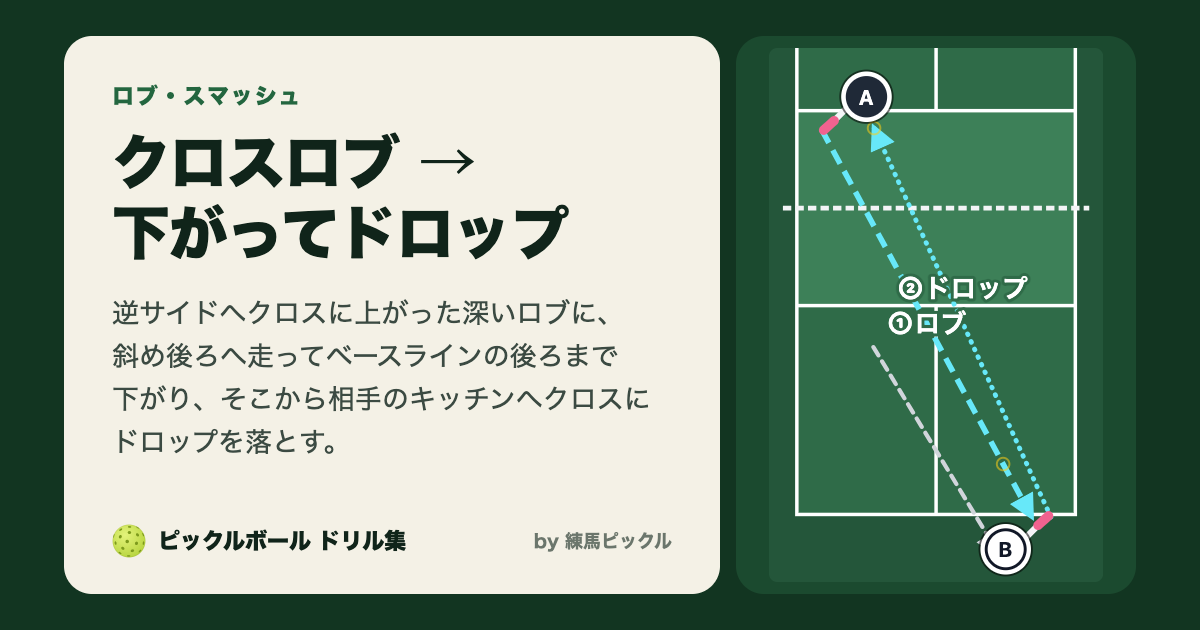 ロブ・スマッシュ
クロスロブ →
下がってドロップ
逆サイドへクロスに上がった深いロブに、
斜め後ろへ走ってベースラインの後ろまで
下がり、そこから相手のキッチンへクロスに
ドロップを落とす。
ピックルボール ドリル集
by 練馬ピックル
A
②ドロップ
①ロブ
B